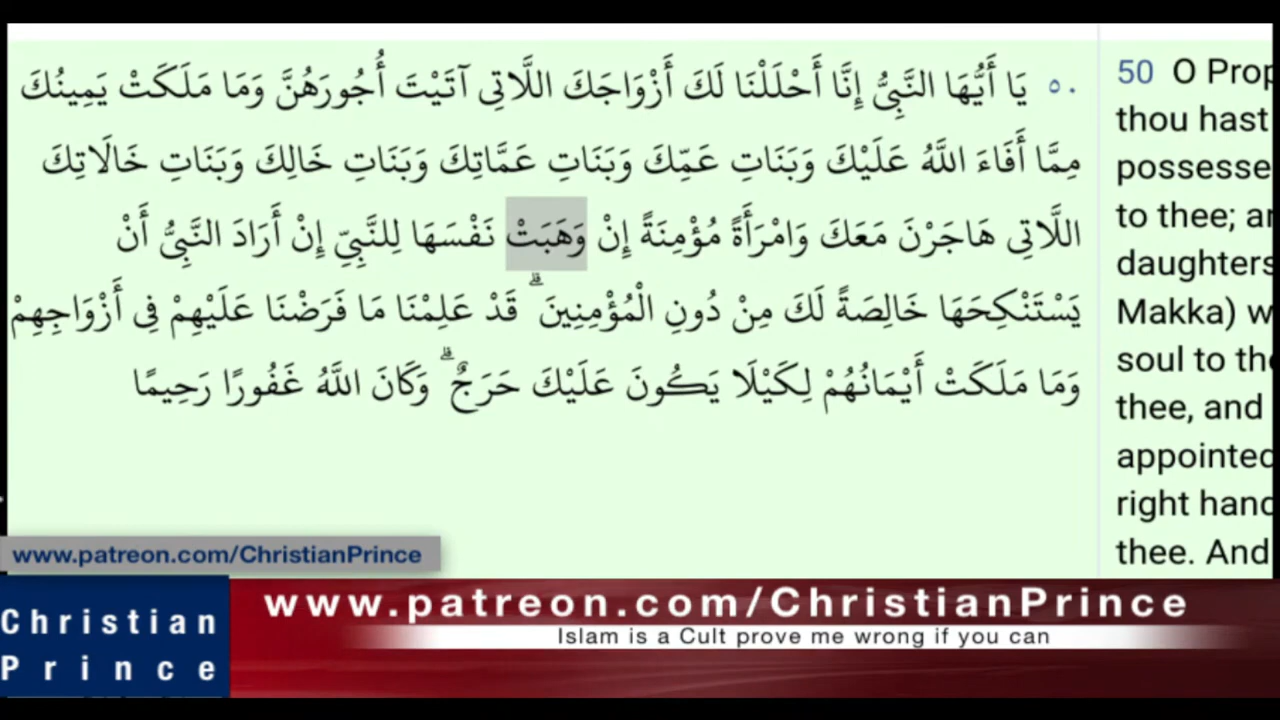 ٥٠ يَا أَيُّهَا النَّبِيُّ إِنَّا أَحْلَلْنَا لَكَ أَزْوَاجَكَ اللَّاتِي آتَيْتَ أُجُورَهُنَّ وَمَا مَلَكَتْ يَمِينُكَ
مِمَّا أَفَاءَ اللَّهُ عَلَيْكَ وَبَنَاتِ عَمِّكَ وَبَنَاتِ عَمَّاتِكَ وَبَنَاتِ خَالِكَ وَبَنَاتِ خَالَاتِكَ
اللَّاتِي هَاجَرْنَ مَعَكَ وَامْرَأَةً مُؤْمِنَةً إِنْ وَهَبَتْ نَفْسَهَا لِلنَّبِيِّ إِنْ أَرَادَ النَّبِيُّ أَنْ
يَسْتَنْكِحَهَا خَالِصَةً لَكَ مِنْ دُونِ الْمُؤْمِنِينَ ۗ قَدْ عَلِمْنَا مَا فَرَضْنَا عَلَيْهِمْ فِي أَزْوَاجِهِمْ
وَمَا مَلَكَتْ أَيْمَانُهُمْ لِكَيْلَا يَكُونَ عَلَيْكَ حَرَجٌ ۗ وَكَانَ اللَّهُ غَفُورًا رَحِيمًا
50 O Prop
thou hast
possesse
to thee; a
daughters
Makka) w
soul to th
thee, and
appointed
right hand
thee. And
www.patreon.com/ChristianPrince
Christian
Prince
www.patreon.com/ChristianPrince
Islam is a Cult prove me wrong if you can